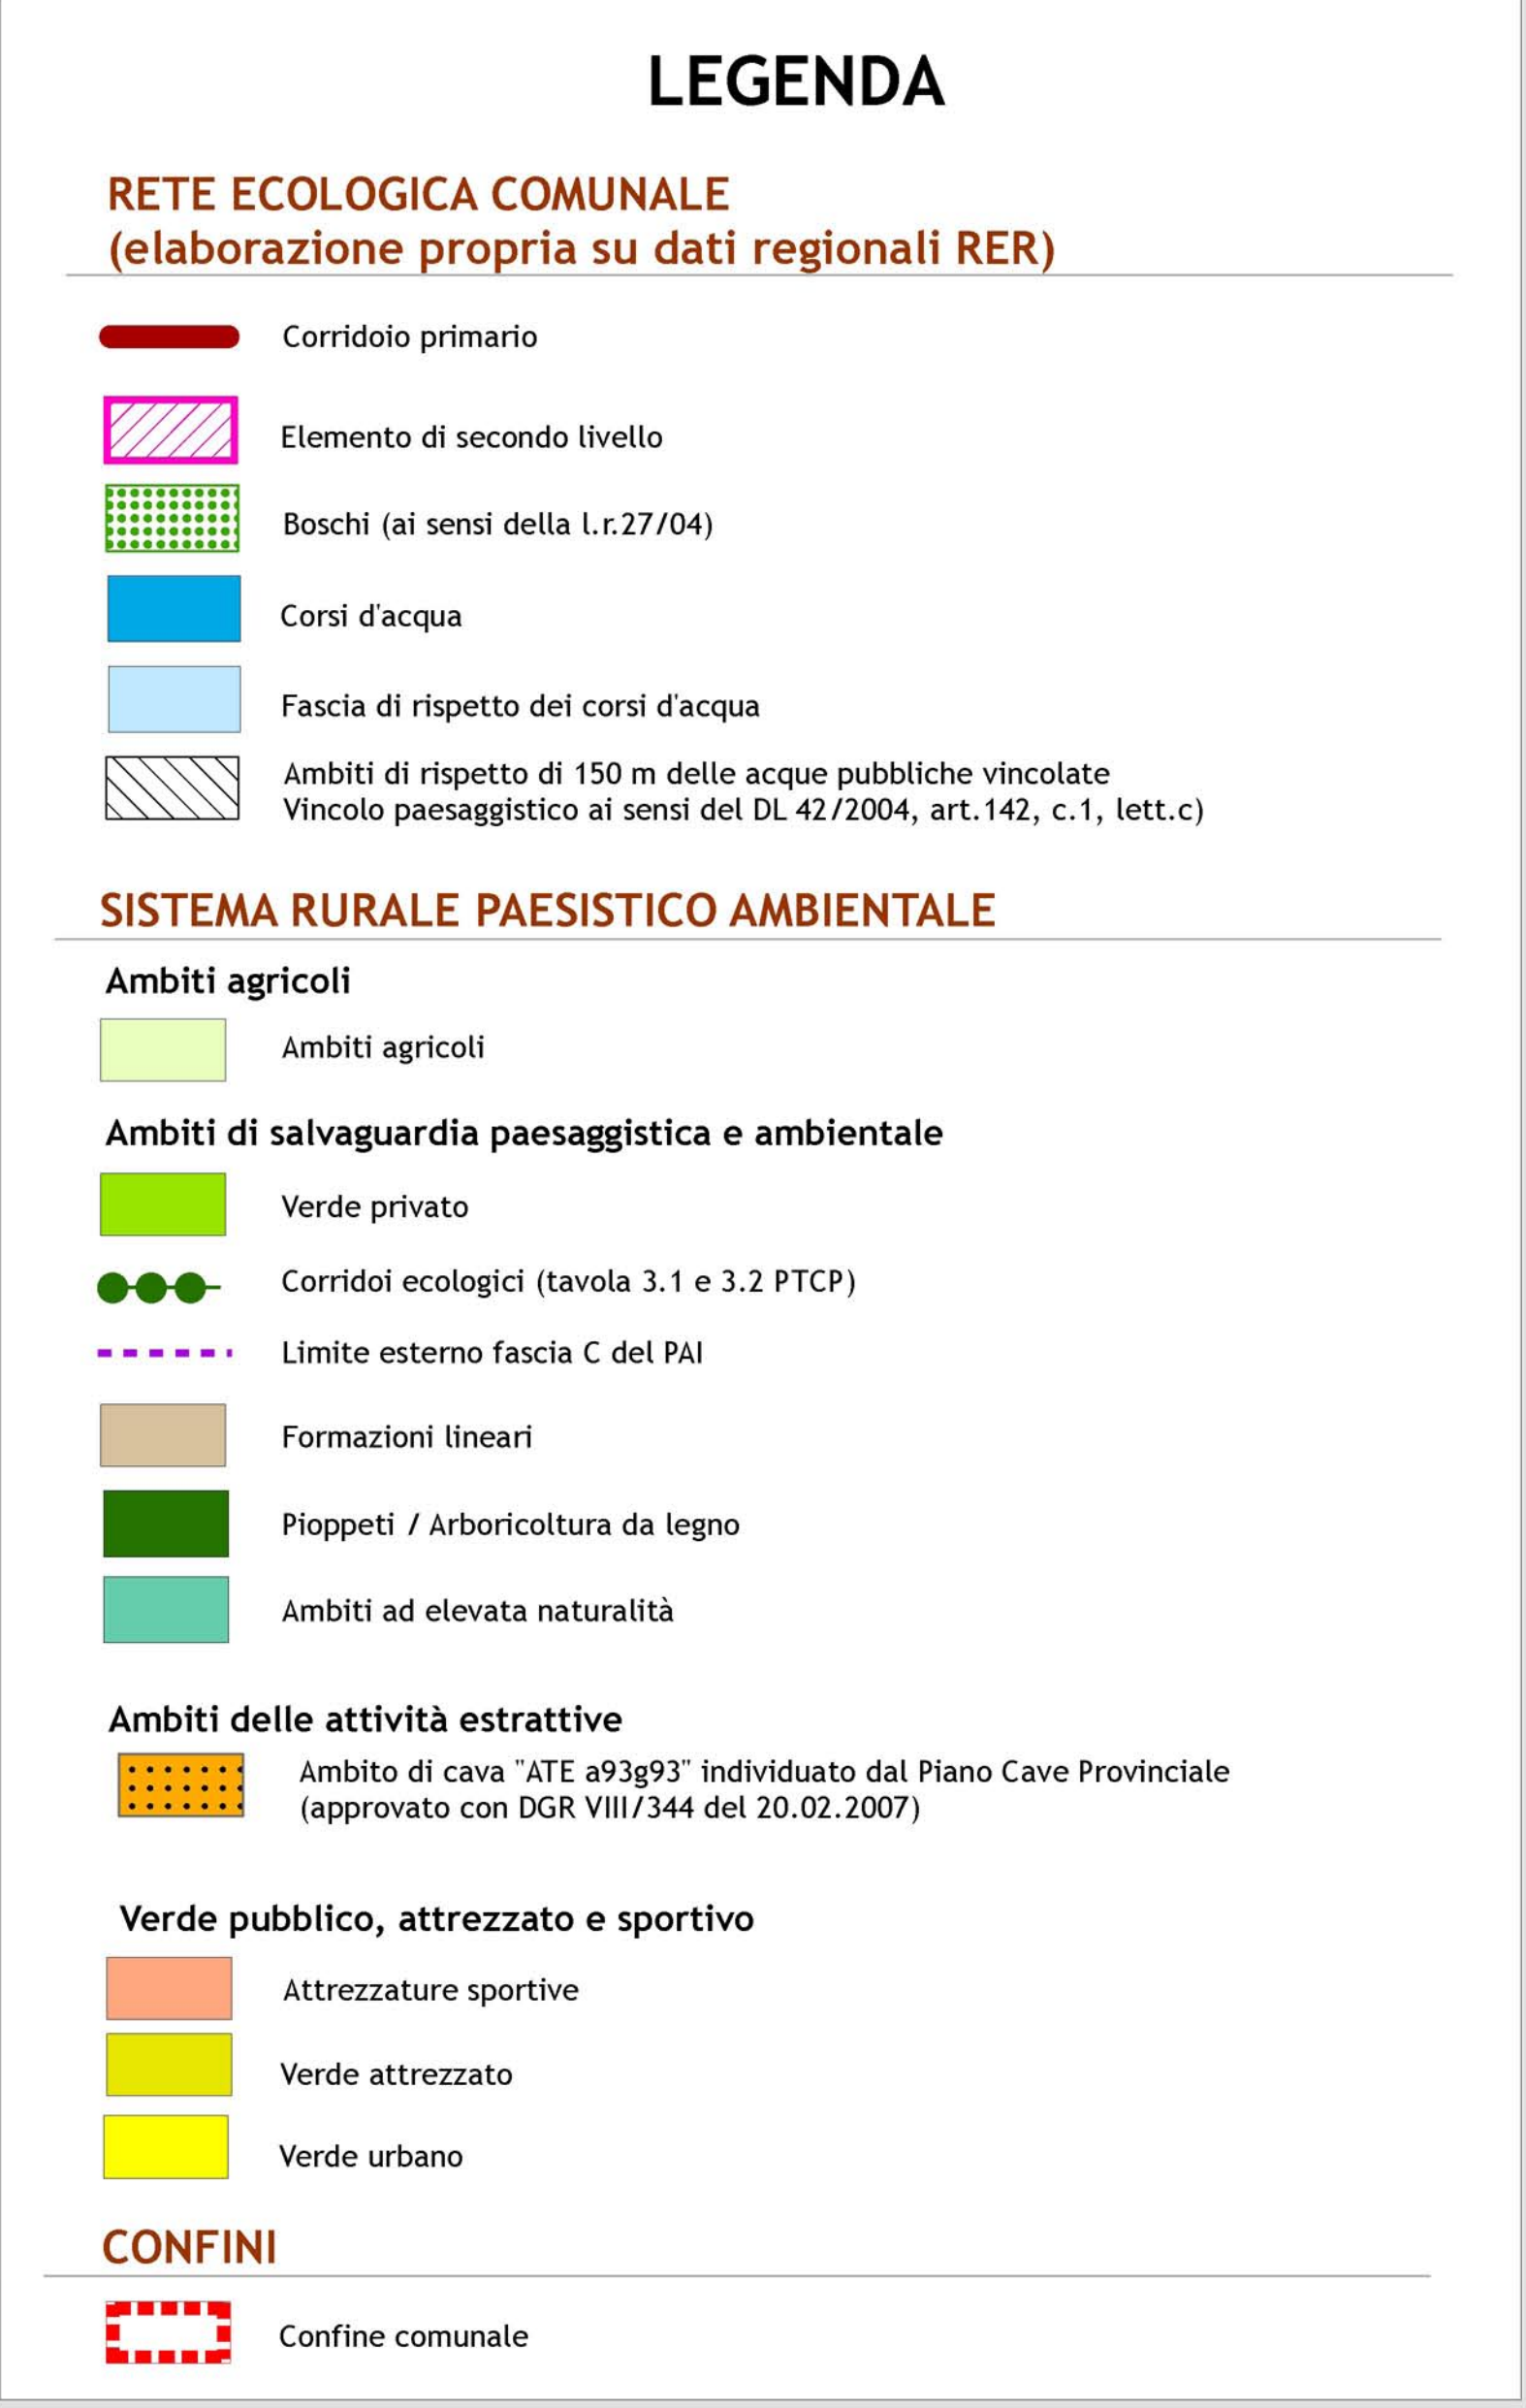 LEGENDA
RETE ECOLOGICA COMUNALE
(elaborazione propria su dati regionali RER)
Corridoio primario
Elemento di secondo livello
Boschi (ai sensi della l.r.27/04)
Corsi d'acqua
Fascia di rispetto dei corsi d'acqua
Ambiti di rispetto di 150 m delle acque pubbliche vincolate
Vincolo paesaggistico ai sensi del DL 42/2004, art.142, c.1, lett.c)
SISTEMA RURALE PAESISTICO AMBIENTALE
Ambiti agricoli
Ambiti agricoli
Ambiti di salvaguardia paesaggistica e ambientale
Verde privato
Corridoi ecologici (tavola 3.1 e 3.2 PTCP)
Limite esterno fascia C del PAI
Formazioni lineari
Pioppeti / Arboricoltura da legno
Ambiti ad elevata naturalità
Ambiti delle attività estrattive
Ambito di cava "ATE a93g93" individuato dal Piano Cave Provinciale
(approvato con DGR VIII/344 del 20.02.2007)
Verde pubblico, attrezzato e sportivo
Attrezzature sportive
Verde attrezzato
Verde urbano
CONFINI
Confine comunale